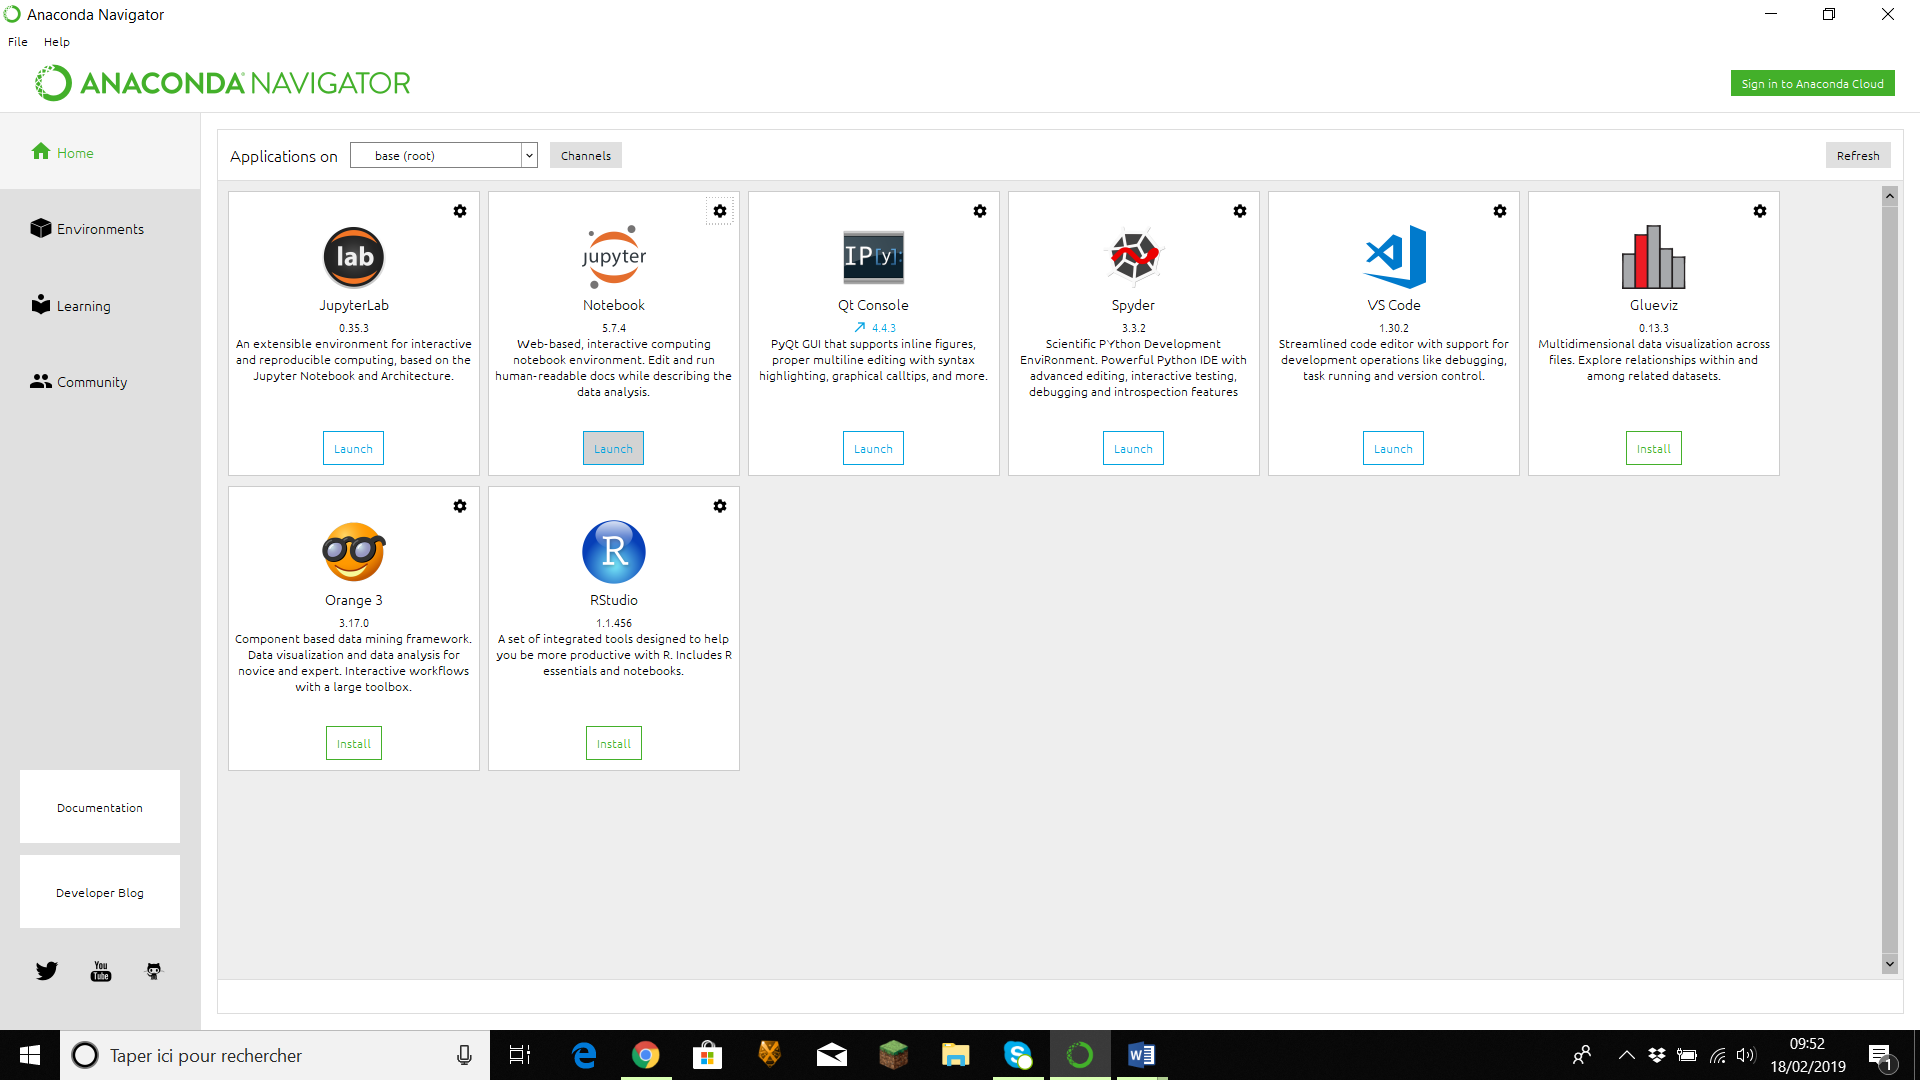 Anaconda Navigator
File Help
ANACONDA NAVIGATOR
Sign in to Anaconda Cloud
Home
Environments
Learning
Community
Documentation
Developer Blog
You
Tube
Applications on base (root) Channels Refresh
lab
JupyterLab
0.35.3
An extensible environment for interactive
and reproducible computing, based on the
Jupyter Notebook and Architecture.
Launch
jupyter
Notebook
5.7.4
Web-based, interactive computing
notebook environment. Edit and run
human-readable docs while describing the
data analysis.
Launch
IP[y]:
Qt Console
4.4.3
PyQt GUI that supports inline figures,
proper multiline editing with syntax
highlighting, graphical calltips, and more.
Launch
Spyder
3.3.2
Scientific PYthon Development
EnviRonment. Powerful Python IDE with
advanced editing, interactive testing,
debugging and introspection features
Launch
VS Code
1.30.2
Streamlined code editor with support for
development operations like debugging,
task running and version control.
Launch
Glueviz
0.13.3
Multidimensional data visualization across
files. Explore relationships within and
among related datasets.
Install
Orange 3
3.17.0
Component based data mining framework.
Data visualization and data analysis for
novice and expert. Interactive workflows
with a large toolbox.
Install
R
RStudio
1.1.456
A set of integrated tools designed to help
you be more productive with R. Includes R
essentials and notebooks.
Install
Taper ici pour rechercher
09:52
18/02/2019
1